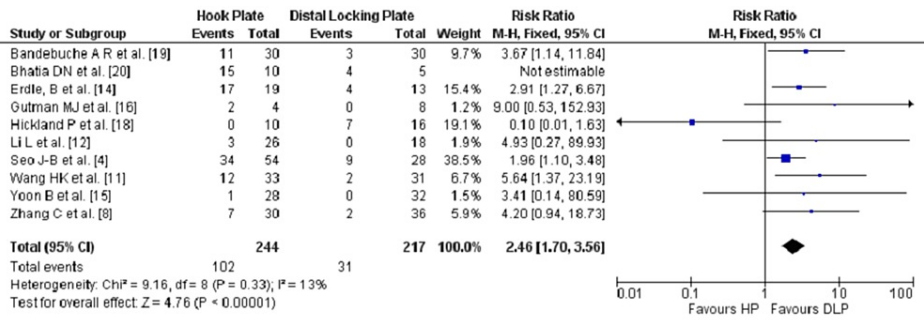 Hook Plate Distal Locking Plate Risk Ratio Risk Ratio
Study or Subgroup Events Total Events Total Weight M-H, Fixed, 95% CI M-H, Fixed, 95% CI
Bandebuche A R et al. [19] 11 30 3 30 9.7% 3.67 [1.14, 11.84]
Bhatia DN et al. [20] 15 10 4 5 Not estimable
Erdle, B et al. [14] 17 19 4 13 15.4% 2.91 [1.27, 6.67]
Gutman MJ et al. [16] 2 4 0 8 1.2% 9.00 [0.53, 152.93]
Hickland P et al. [18] 0 10 7 16 19.1% 0.10 [0.01, 1.63]
Li L et al. [12] 3 26 0 18 2.0% 4.93 [0.27, 89.93]
Seo J-B et al. [4] 34 54 9 28 38.5% 1.96 [1.10, 3.48]
Wang HK et al. [11] 12 33 2 31 6.7% 5.64 [1.37, 23.19]
Yoon B et al. [15] 1 28 0 32 1.5% 3.41 [0.14, 80.59]
Zhang C et al. [8] 7 30 2 36 5.9% 4.20 [0.94, 18.73]
Total (95% CI) 244 217 100.0% 2.46 [1.70, 3.56]
Total events 102 31
Heterogeneity: Chi² = 9.16, df = 8 (P = 0.33); I² = 13%
Test for overall effect: Z = 4.76 (P < 0.00001)
0.01 0.1 1 10 100
Favours HP Favours DLP